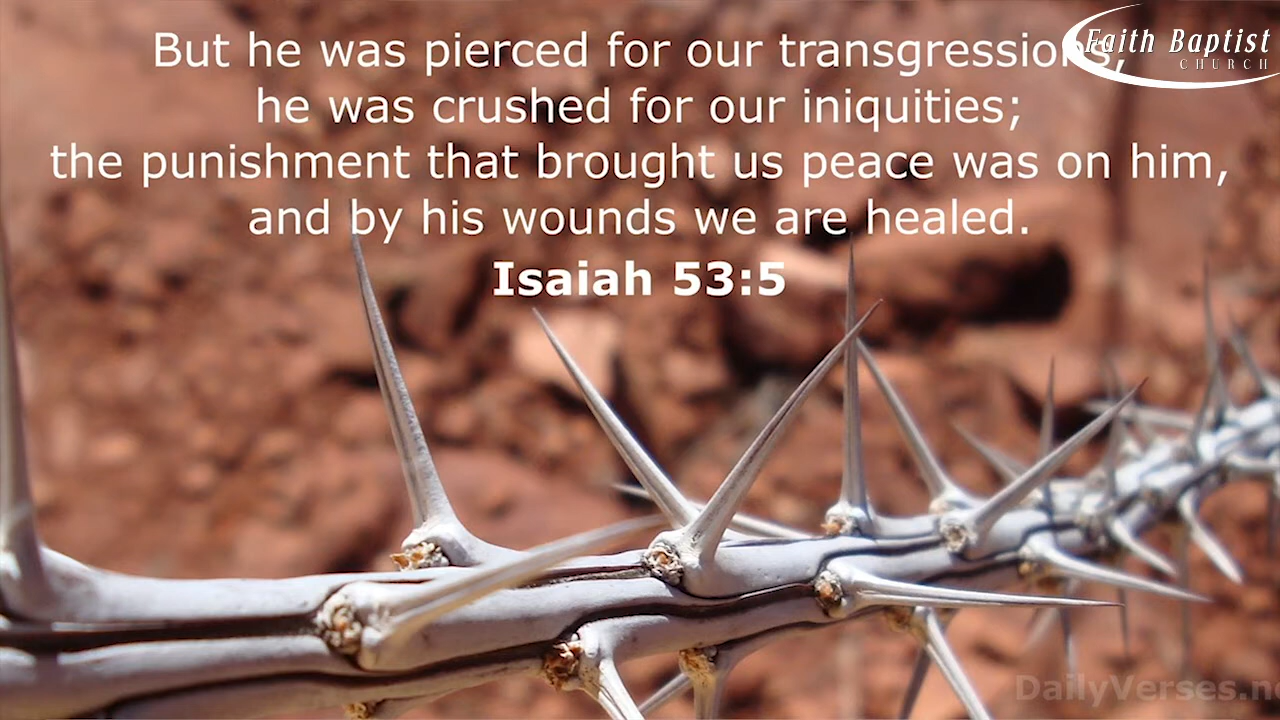 But he was pierced for our transgressions,
he was crushed for our iniquities;
the punishment that brought us peace was on him,
and by his wounds we are healed.
Isaiah 53:5
Faith Baptist
CHURCH
DailyVerses.ne